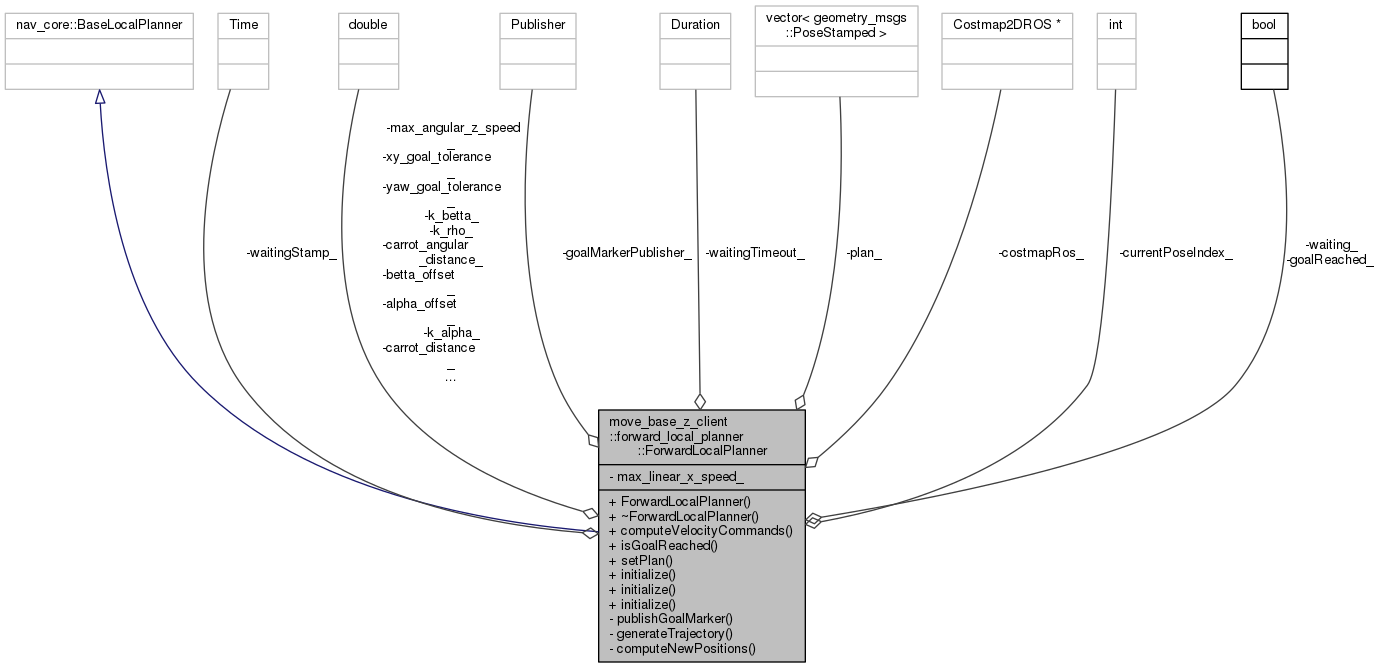 nav_core::BaseLocalPlanner
Time
double
Publisher
Duration
vector< geometry_msgs
::PoseStamped >
Costmap2DROS *
int
bool
-waitingStamp_
-max_angular_z_speed
_
-xy_goal_tolerance
_
-yaw_goal_tolerance
_
-k_betta_
-k_rho_
-carrot_angular
_distance_
-betta_offset
_
-alpha_offset
_
-k_alpha_
-carrot_distance
_
...
-goalMarkerPublisher_
-waitingTimeout_
-plan_
-costmapRos_
-currentPoseIndex_
-waiting_
-goalReached_
move_base_z_client
::forward_local_planner
::ForwardLocalPlanner
- max_linear_x_speed_
+ ForwardLocalPlanner()
+ ~ForwardLocalPlanner()
+ computeVelocityCommands()
+ isGoalReached()
+ setPlan()
+ initialize()
+ initialize()
+ initialize()
- publishGoalMarker()
- generateTrajectory()
- computeNewPositions()